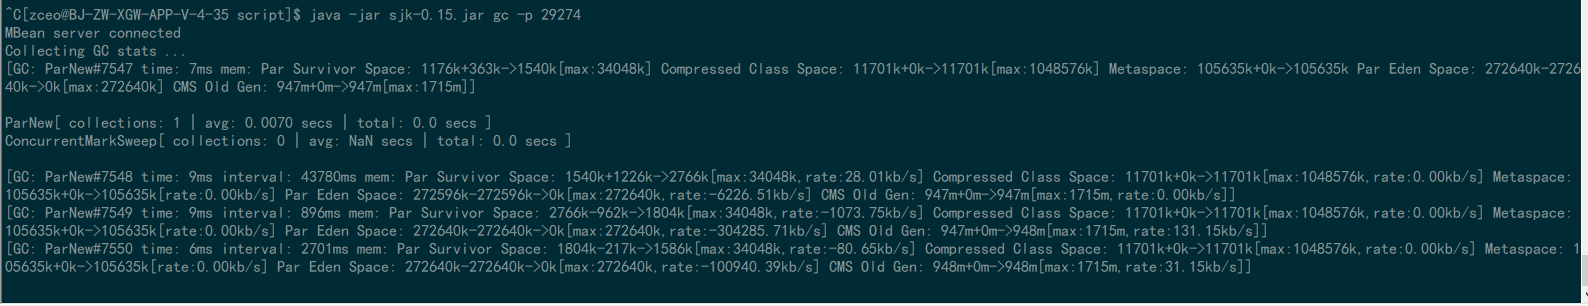 ^C[zceo@BJ-ZW-XGW-APP-V-4-35 script]$ java -jar sjk-0.15.jar gc -p 29274
MBean server connected
Collecting GC stats ...
[GC: ParNew#7547 time: 7ms mem: Par Survivor Space: 1176k+363k->1540k[max:34048k] Compressed Class Space: 11701k+0k->11701k[max:1048576k] Metaspace: 105635k+0k->105635k Par Eden Space: 272640k-2726
40k->0k[max:272640k] CMS Old Gen: 947m+0m->947m[max:1715m]]
ParNew[ collections: 1 | avg: 0.0070 secs | total: 0.0 secs ]
ConcurrentMarkSweep[ collections: 0 | avg: NaN secs | total: 0.0 secs ]
[GC: ParNew#7548 time: 9ms interval: 43780ms mem: Par Survivor Space: 1540k+1226k->2766k[max:34048k,rate:28.01kb/s] Compressed Class Space: 11701k+0k->11701k[max:1048576k,rate:0.00kb/s] Metaspace:
105635k+0k->105635k[rate:0.00kb/s] Par Eden Space: 272596k-272596k->0k[max:272640k,rate:-6226.51kb/s] CMS Old Gen: 947m+0m->947m[max:1715m,rate:0.00kb/s]]
[GC: ParNew#7549 time: 9ms interval: 896ms mem: Par Survivor Space: 2766k-962k->1804k[max:34048k,rate:-1073.75kb/s] Compressed Class Space: 11701k+0k->11701k[max:1048576k,rate:0.00kb/s] Metaspace:
105635k+0k->105635k[rate:0.00kb/s] Par Eden Space: 272640k-272640k->0k[max:272640k,rate:-304285.71kb/s] CMS Old Gen: 947m+0m->948m[max:1715m,rate:131.15kb/s]]
[GC: ParNew#7550 time: 6ms interval: 2701ms mem: Par Survivor Space: 1804k-217k->1586k[max:34048k,rate:-80.65kb/s] Compressed Class Space: 11701k+0k->11701k[max:1048576k,rate:0.00kb/s] Metaspace: 1
05635k+0k->105635k[rate:0.00kb/s] Par Eden Space: 272640k-272640k->0k[max:272640k,rate:-100940.39kb/s] CMS Old Gen: 948m+0m->948m[max:1715m,rate:31.15kb/s]]